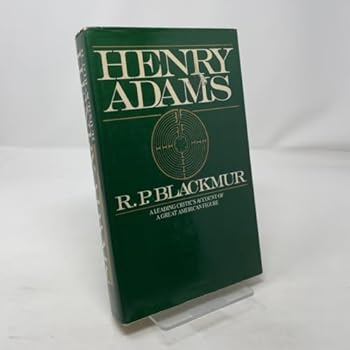 HENRY
ADAMS
R.P. BLACKMUR
A LEADING CRITIC'S ACCOUNT OF
A GREAT AMERICAN FIGURE